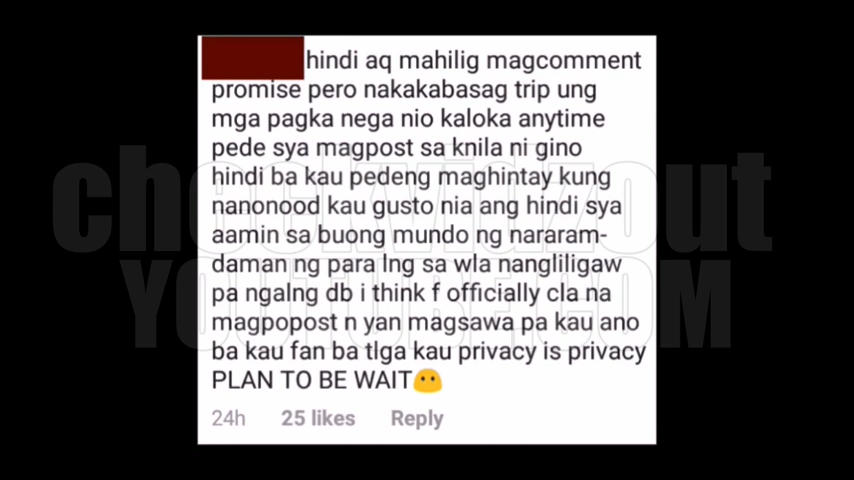 hindi aq mahilig magcomment
promise pero nakakabasag trip ung
mga pagka nega nio kaloka anytime
pede sya magpost sa knila ni gino
hindi ba kau pedeng maghintay kung
nanonood kau gusto nia ang hindi sya
aamin sa buong mundo ng nararam-
daman ng para lng sa wla nangliligaw
pa ngalng db i think f officially cla na
magpopost n yan magsawa pa kau ano
ba kau fan ba tlga kau privacy is privacy
PLAN TO BE WAIT😶
24h 25 likes Reply
checkvidzout
YOUTUBE.COM